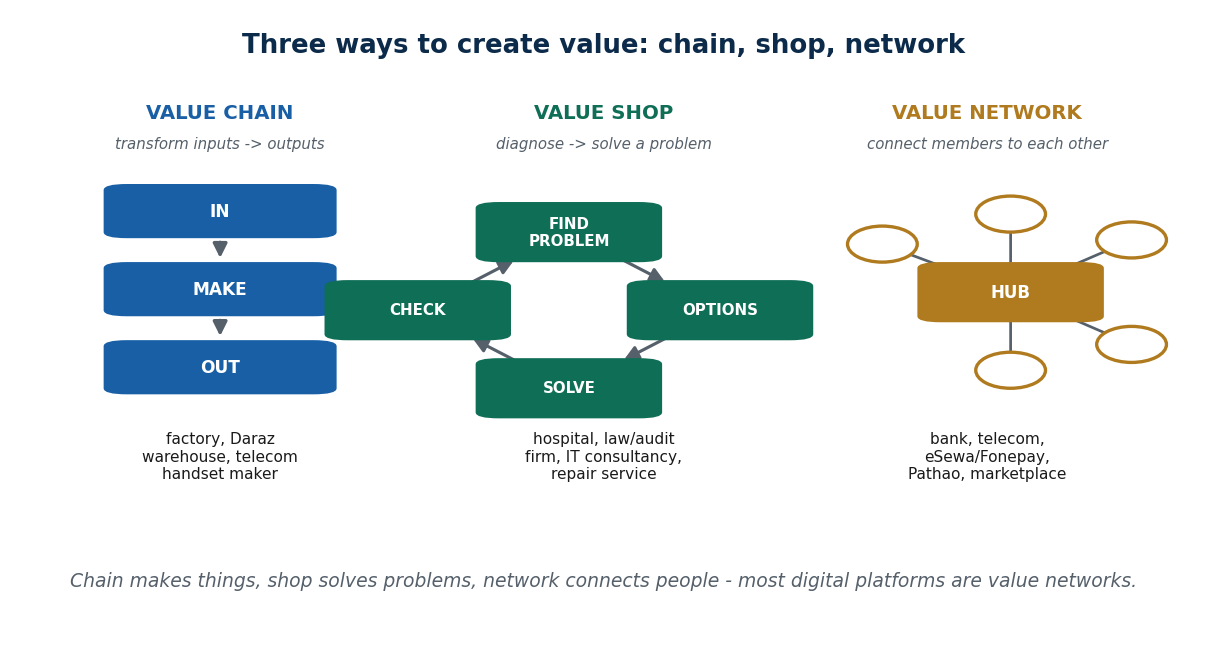 Three ways to create value: chain, shop, network
VALUE CHAIN
transform inputs -> outputs
IN
MAKE
OUT
factory, Daraz
warehouse, telecom
handset maker
VALUE SHOP
diagnose -> solve a problem
FIND
PROBLEM
OPTIONS
SOLVE
CHECK
hospital, law/audit
firm, IT consultancy,
repair service
VALUE NETWORK
connect members to each other
HUB
bank, telecom,
eSewa/Fonepay,
Pathao, marketplace
Chain makes things, shop solves problems, network connects people - most digital platforms are value networks.